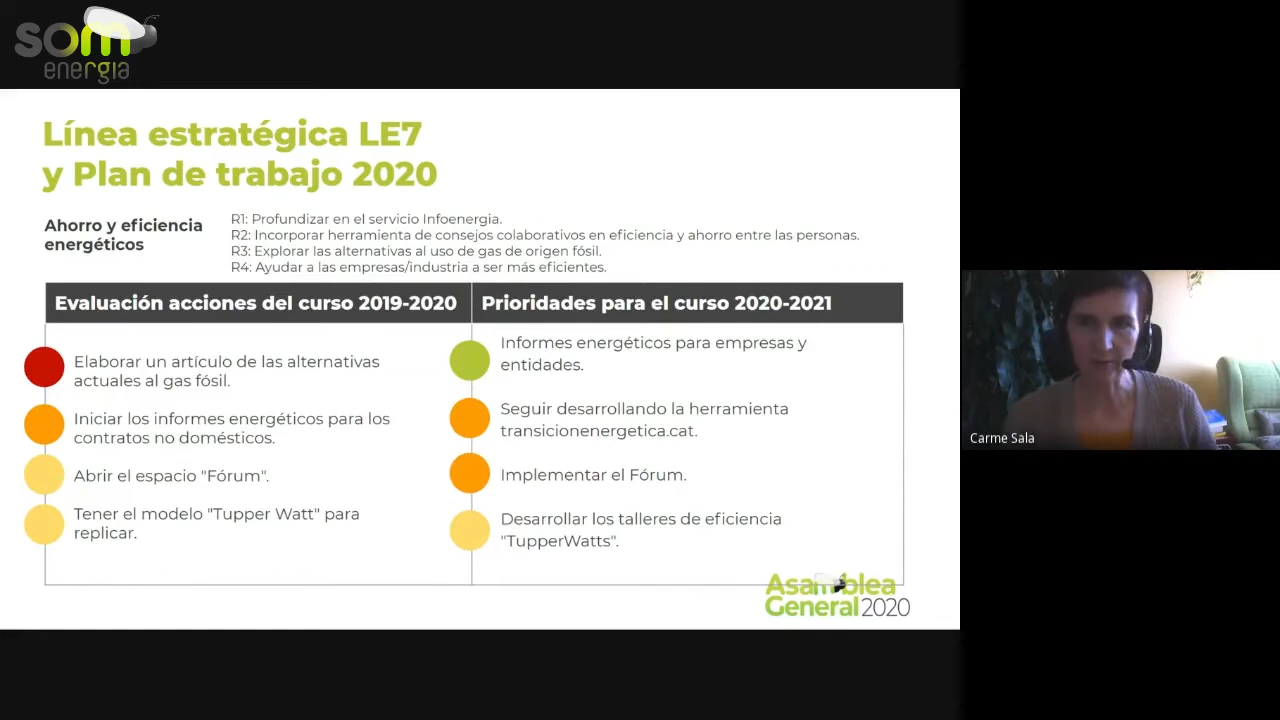 som
energia
Línea estratégica LE7
y Plan de trabajo 2020
Ahorro y eficiencia
energéticos
R1: Profundizar en el servicio Infoenergia.
R2: Incorporar herramienta de consejos colaborativos en eficiencia y ahorro entre las personas.
R3: Explorar las alternativas al uso de gas de origen fósil.
R4: Ayudar a las empresas/industria a ser más eficientes.
Evaluación acciones del curso 2019-2020
Elaborar un artículo de las alternativas
actuales al gas fósil.
Iniciar los informes energéticos para los
contratos no domésticos.
Abrir el espacio "Fórum".
Tener el modelo "Tupper Watt" para
replicar.
Prioridades para el curso 2020-2021
Informes energéticos para empresas y
entidades.
Seguir desarrollando la herramienta
transicionenergetica.cat.
Implementar el Fórum.
Desarrollar los talleres de eficiencia
"TupperWatts".
Asamblea
General 2020
Carme Sala